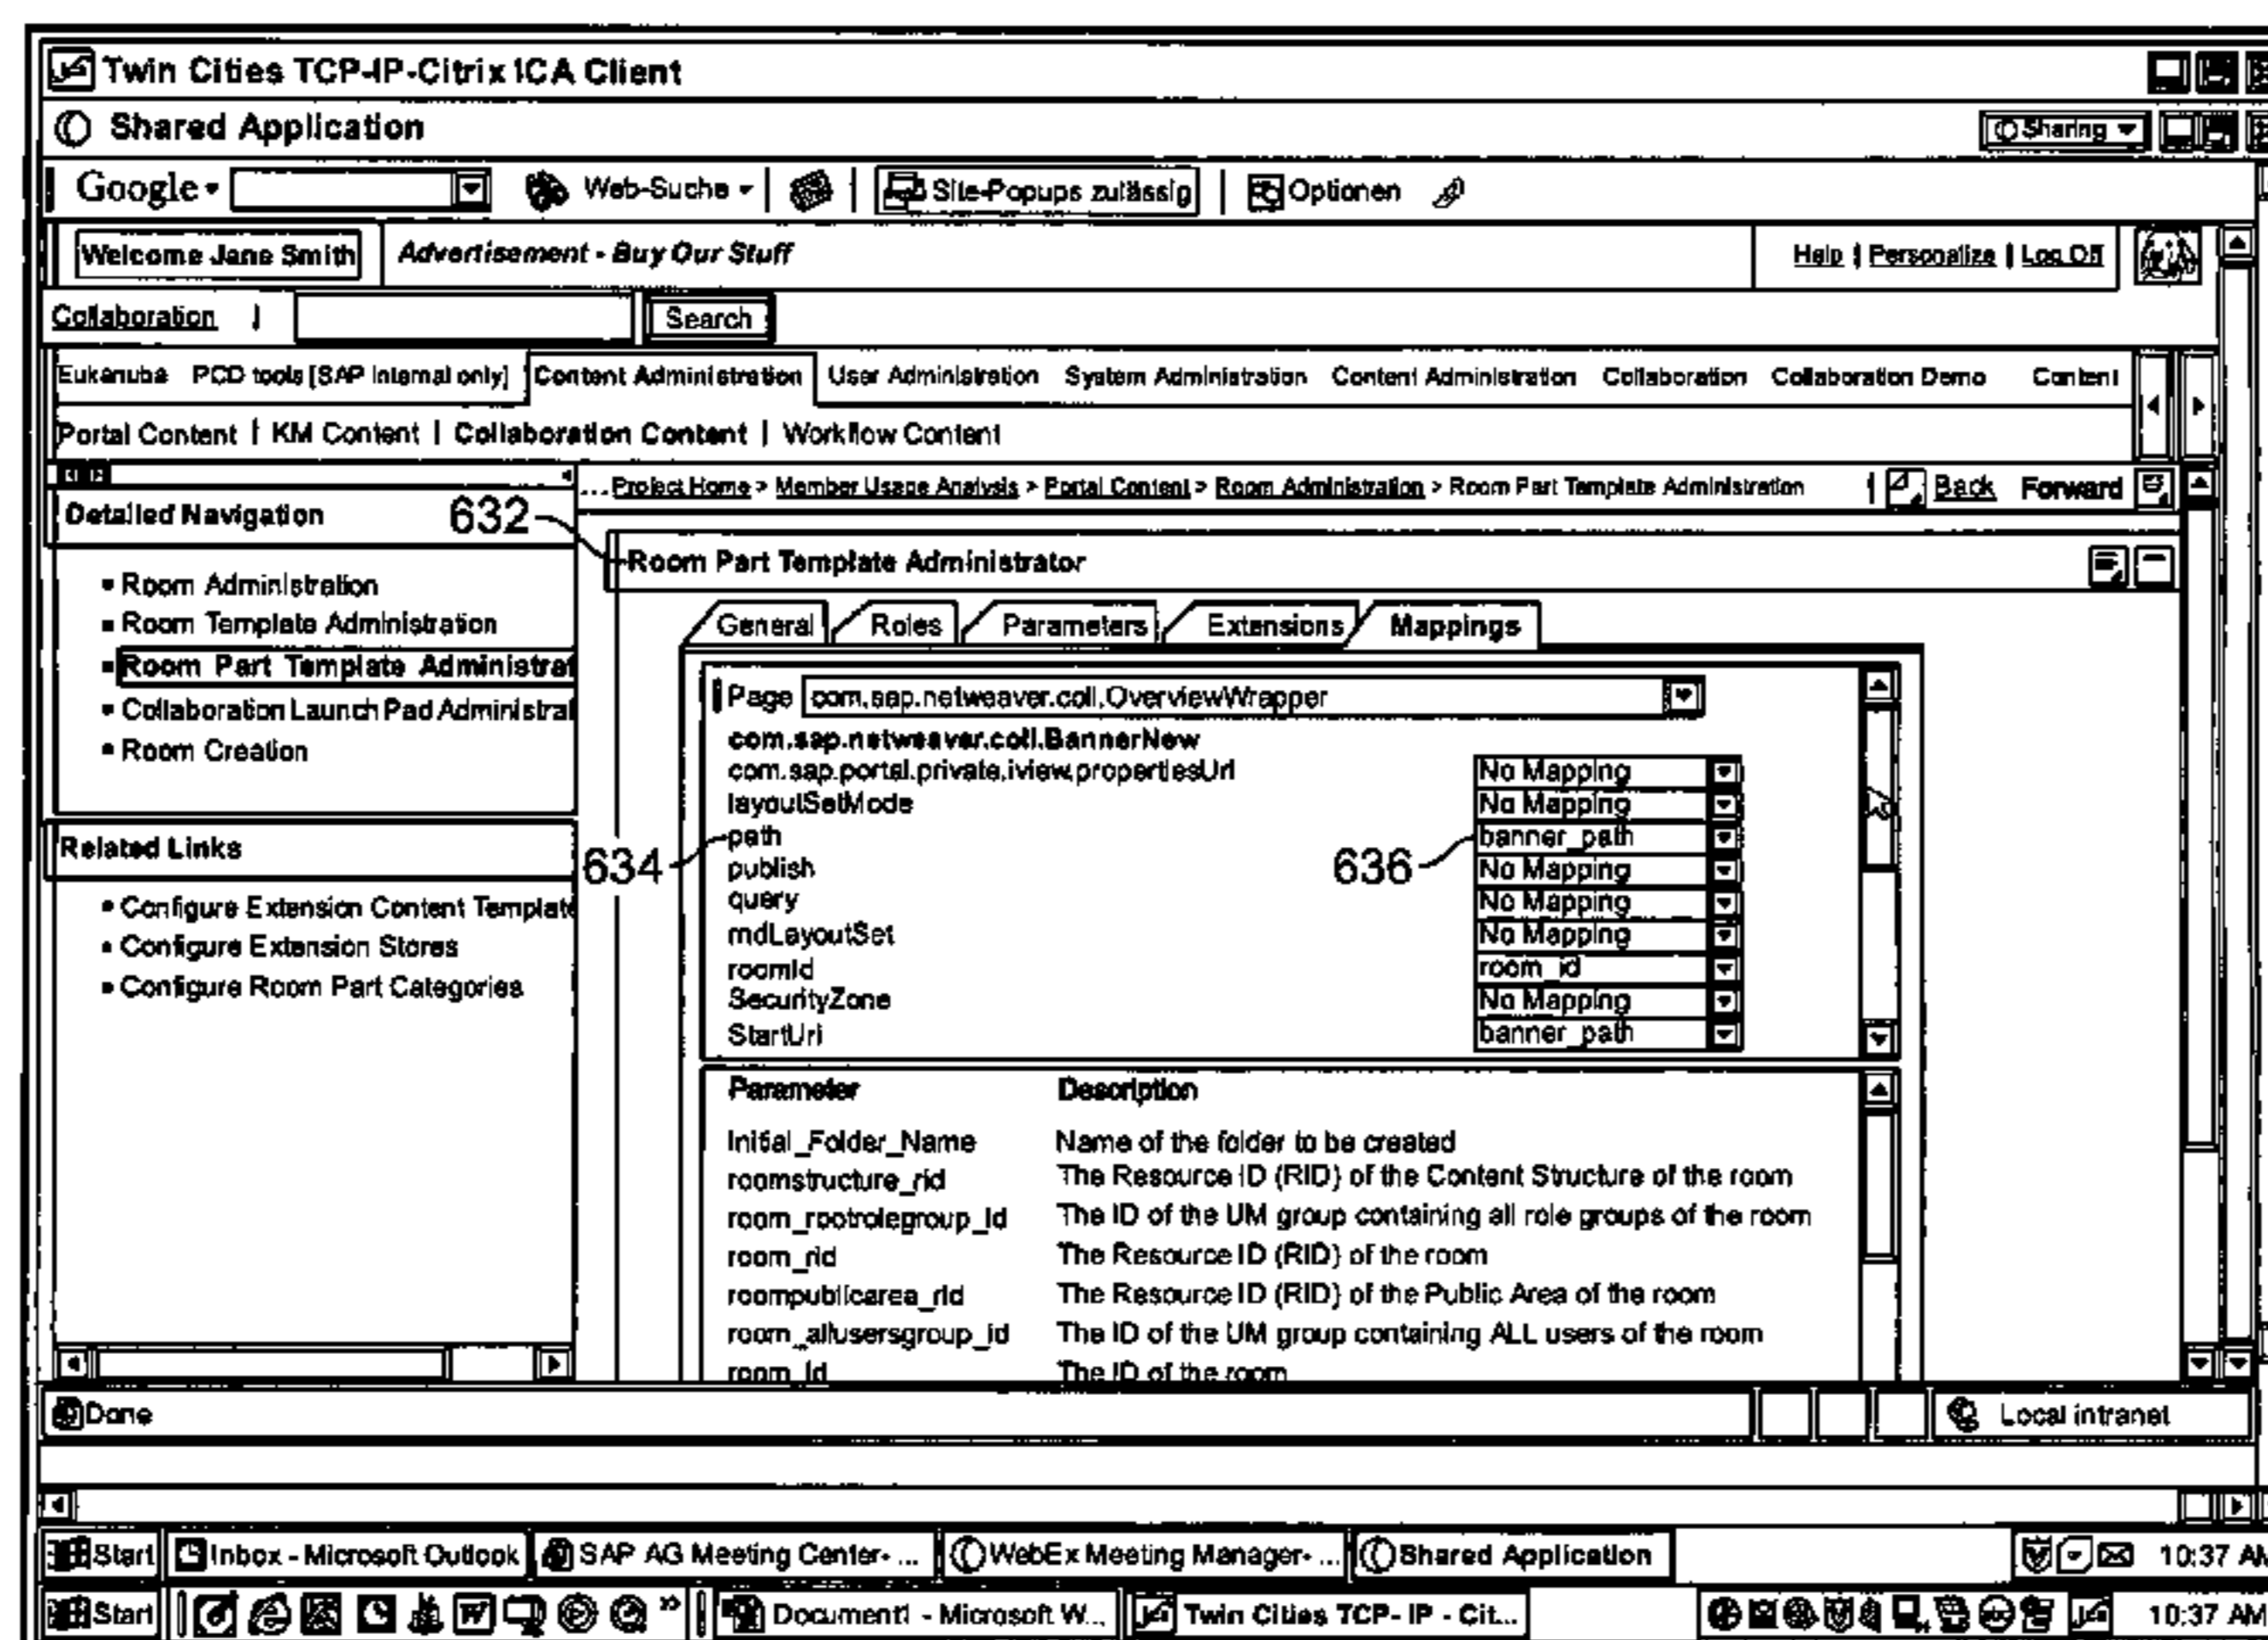 Twin Cities TCP-IP-Citrix ICA Client
Shared Application Sharing
Google Web-Suche Site-Popups zulässig Optionen
Welcome Jane Smith Advertisement - Buy Our Stuff Help | Personalize | Log Off
Collaboration Search
Eukanuba PCD tools [SAP Internal only] Content Administration User Administration System Administration Content Administration Collaboration Collaboration Demo Content
Portal Content | KM Content | Collaboration Content | Workflow Content
... Project Home > Member Usage Analysis > Portal Content > Room Administration > Room Part Template Administration | Back Forward
Detailed Navigation
632
Room Part Template Administrator
• Room Administration
• Room Template Administration
• Room Part Template Administrat
• Collaboration Launch Pad Administrat
• Room Creation
Related Links
• Configure Extension Content Template
• Configure Extension Stores
• Configure Room Part Categories
General Roles Parameters Extensions Mappings
Page com.sap.netweaver.coll.OverviewWrapper
com.sap.netweaver.coll.BannerNew
com.sap.portal.private.iview.propertiesUrl No Mapping
layoutSetMode No Mapping
634 path 636 banner_path
publish No Mapping
query No Mapping
rndLayoutSet No Mapping
roomId room_id
SecurityZone No Mapping
StartUri banner_path
Parameter Description
Initial_Folder_Name Name of the folder to be created
roomstructure_rid The Resource ID (RID) of the Content Structure of the room
room_rootrolegroup_id The ID of the UM group containing all role groups of the room
room_rid The Resource ID (RID) of the room
roompublicarea_rid The Resource ID (RID) of the Public Area of the room
room_allusersgroup_id The ID of the UM group containing ALL users of the room
room_id The ID of the room
Done Local intranet
Start Inbox - Microsoft Outlook SAP AG Meeting Center- ... WebEx Meeting Manager- ... Shared Application 10:37 AM
Start W » Document1 - Microsoft W... Twin Cities TCP- IP - Cit... 10:37 AM